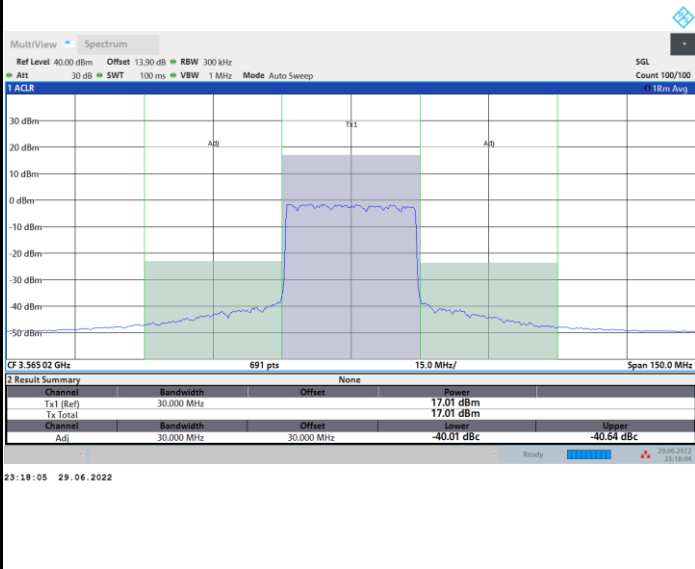 MultiView Spectrum
Ref Level 40.00 dBm Offset 13.90 dB RBW 300 kHz SGL
Att 30 dB SWT 100 ms VBW 1 MHz Mode Auto Sweep Count 100/100
1 ACLR 1Rm Avg
30 dBm
Tx1
20 dBm
Adj Adj
10 dBm
0 dBm
-10 dBm
-20 dBm
-30 dBm
-40 dBm
-50 dBm
CF 3.565 02 GHz 691 pts 15.0 MHz/ Span 150.0 MHz
2 Result Summary None
Channel Bandwidth Offset Power
Tx1 (Ref) 30.000 MHz 17.01 dBm
Tx Total 17.01 dBm
Channel Bandwidth Offset Lower Upper
Adj 30.000 MHz 30.000 MHz -40.01 dBc -40.64 dBc
Ready 29.06.2022
23:18:04
23:18:05 29.06.2022